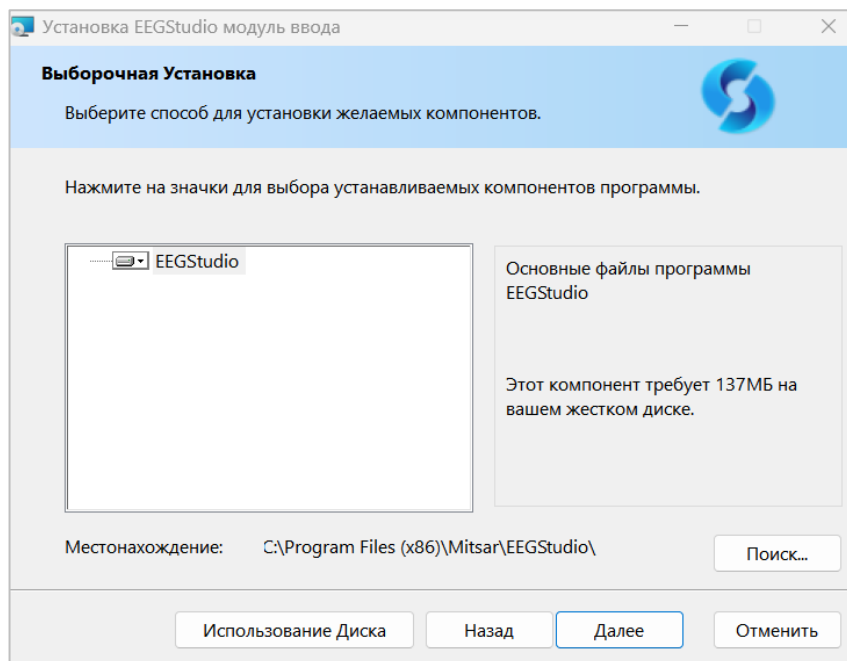 Установка EEGStudio модуль ввода
Выборочная Установка
Выберите способ для установки желаемых компонентов.
Нажмите на значки для выбора устанавливаемых компонентов программы.
EEGStudio
Основные файлы программы
EEGStudio
Этот компонент требует 137МБ на
вашем жестком диске.
Местонахождение: C:\Program Files (x86)\Mitsar\EEGStudio\
Поиск...
Использование Диска
Назад
Далее
Отменить